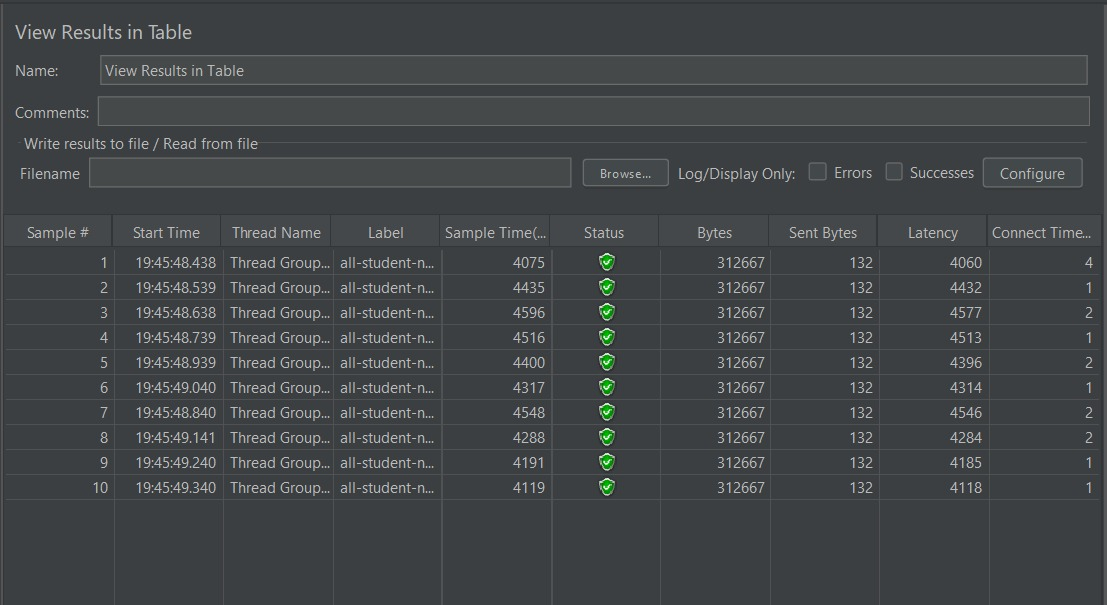 View Results in Table
Name: View Results in Table
Comments:
Write results to file / Read from file
Filename Browse... Log/Display Only: Errors Successes Configure
Sample # Start Time Thread Name Label Sample Time(... Status Bytes Sent Bytes Latency Connect Time...
1 19:45:48.438 Thread Group... all-student-n... 4075 312667 132 4060 4
2 19:45:48.539 Thread Group... all-student-n... 4435 312667 132 4432 1
3 19:45:48.638 Thread Group... all-student-n... 4596 312667 132 4577 2
4 19:45:48.739 Thread Group... all-student-n... 4516 312667 132 4513 1
5 19:45:48.939 Thread Group... all-student-n... 4400 312667 132 4396 2
6 19:45:49.040 Thread Group... all-student-n... 4317 312667 132 4314 1
7 19:45:48.840 Thread Group... all-student-n... 4548 312667 132 4546 2
8 19:45:49.141 Thread Group... all-student-n... 4288 312667 132 4284 2
9 19:45:49.240 Thread Group... all-student-n... 4191 312667 132 4185 1
10 19:45:49.340 Thread Group... all-student-n... 4119 312667 132 4118 1